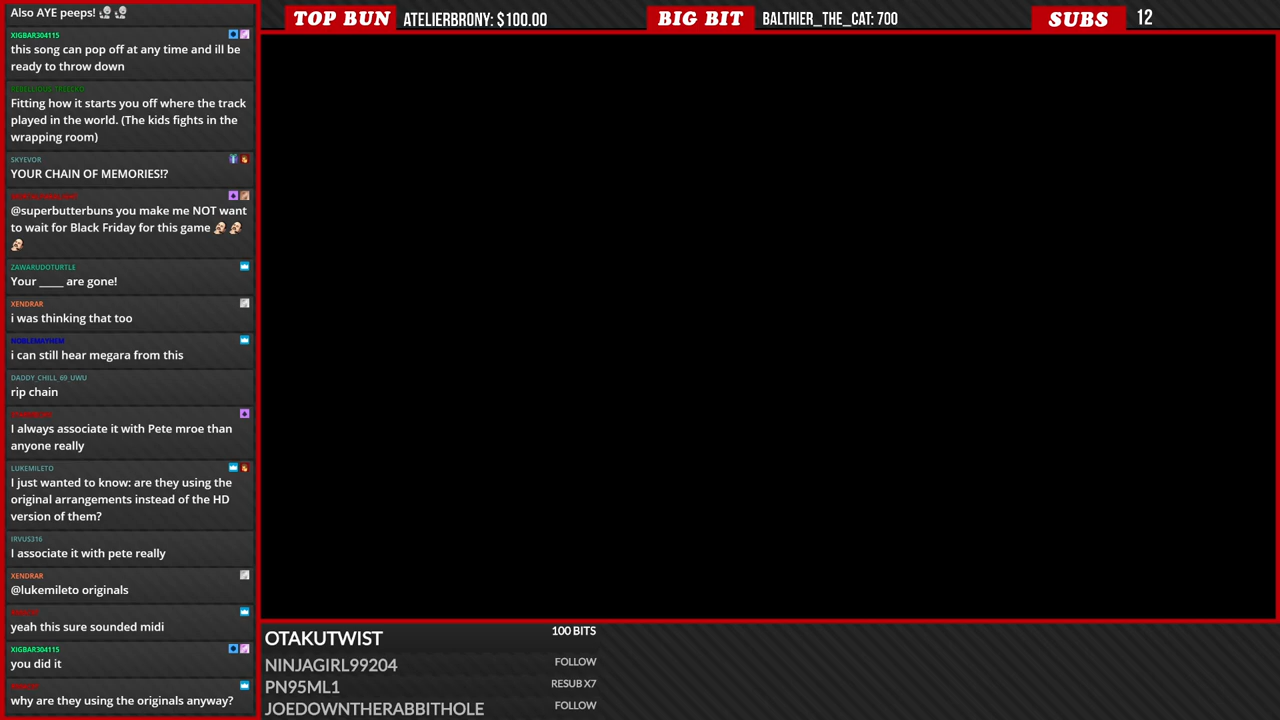 TOP BUN ATELIERBRONY: $100.00 BIG BIT BALTHIER_THE_CAT: 700 SUBS 12
Also AYE peeps!
XIGBAR304115
this song can pop off at any time and ill be
ready to throw down
REBELLIOUS_TREECKO
Fitting how it starts you off where the track
played in the world. (The kids fights in the
wrapping room)
SKYEVOR
YOUR CHAIN OF MEMORIES!?
@superbutterbuns you make me NOT want
to wait for Black Friday for this game
ZAWARUDOTURTLE
Your _____ are gone!
XENDRAR
i was thinking that too
NOBLEMAYHEM
i can still hear megara from this
DADDY_CHILL_69_UWU
rip chain
I always associate it with Pete mroe than
anyone really
LUKEMILETO
I just wanted to know: are they using the
original arrangements instead of the HD
version of them?
IRVUS316
I associate it with pete really
XENDRAR
@lukemileto originals
yeah this sure sounded midi
XIGBAR304115
you did it
why are they using the originals anyway?
OTAKUTWIST 100 BITS
NINJAGIRL99204 FOLLOW
PN95ML1 RESUB X7
JOEDOWNTHERABBITHOLE FOLLOW